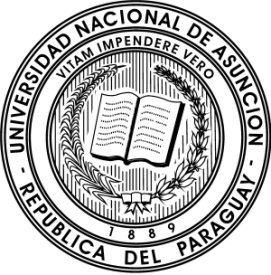 UNIVERSIDAD NACIONAL DE ASUNCION
VITAM IMPENDERE VERO
1889
- REPUBLICA DEL PARAGUAY -